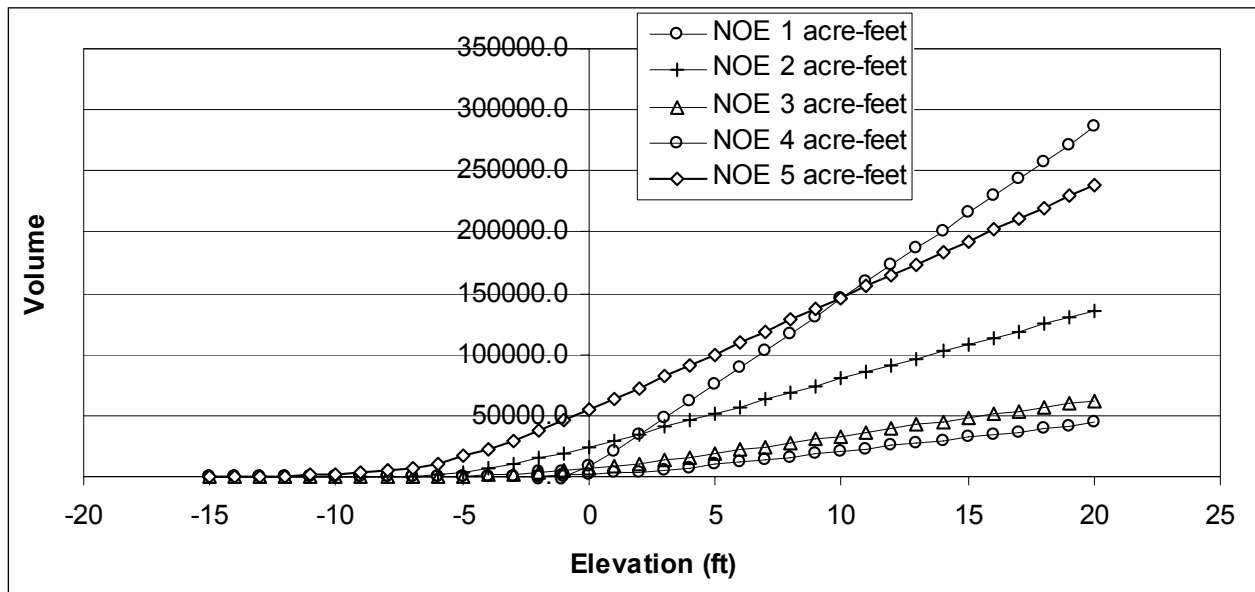 350000.0
300000.0
250000.0
200000.0
150000.0
100000.0
50000.0
.0
-20 -15 -10 -5 0 5 10 15 20 25
Volume
Elevation (ft)
NOE 1 acre-feet
NOE 2 acre-feet
NOE 3 acre-feet
NOE 4 acre-feet
NOE 5 acre-feet